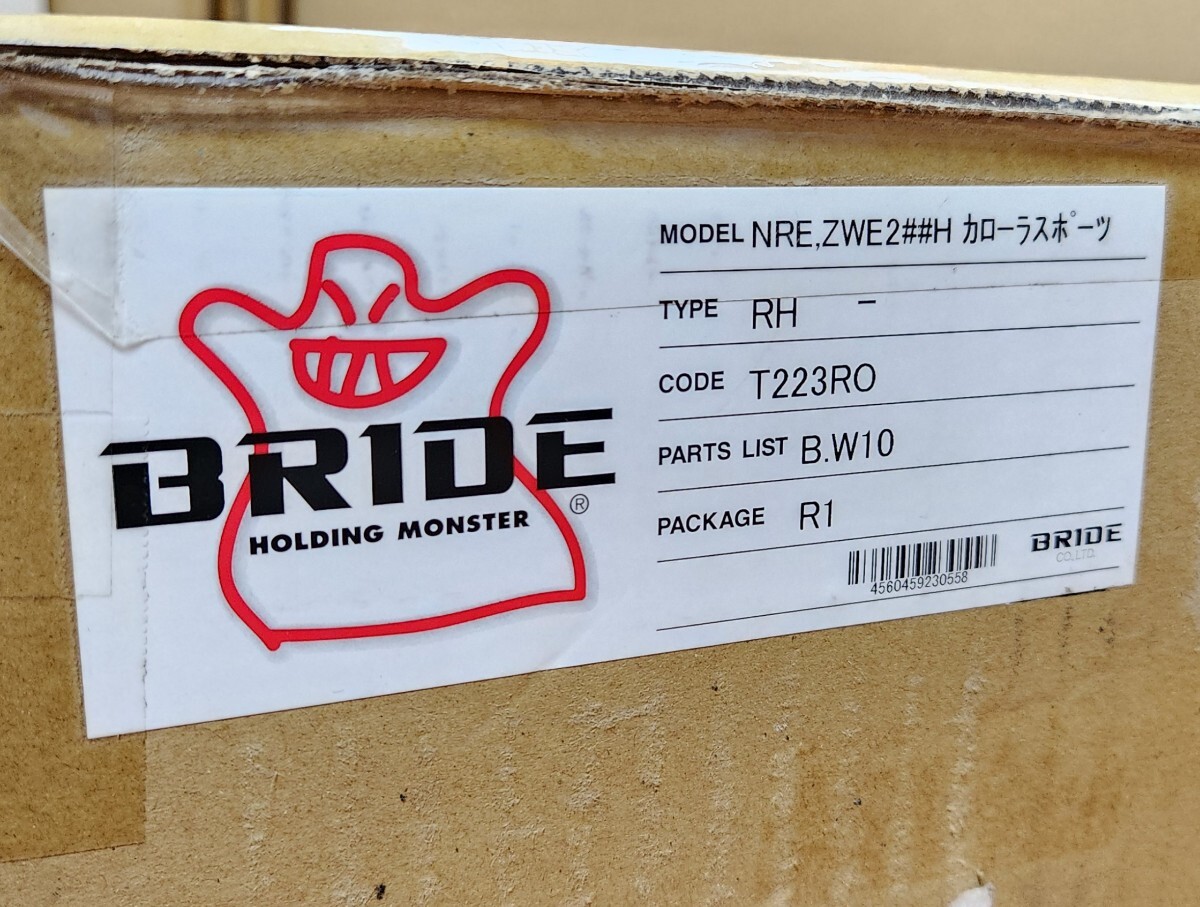 BRIDE
®
HOLDING MONSTER
MODEL NRE,ZWE2##H ｶﾛｰﾗｽﾎﾟｰﾂ
TYPE RH -
CODE T223RO
PARTS LIST B.W10
PACKAGE R1
4560459230558
BRIDE
CO.,LTD.